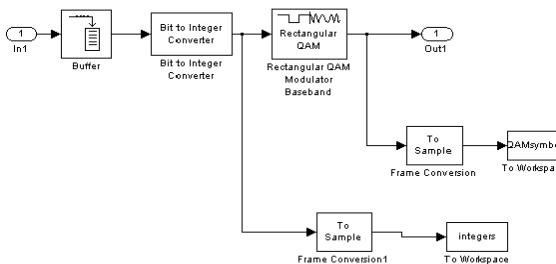 1
In1
Buffer
Bit to Integer
Converter
Bit to Integer
Converter
Rectangular
QAM
Rectangular QAM
Modulator
Baseband
1
Out1
To
Sample
Frame Conversion
QAMsymb
To Workspa
To
Sample
Frame Conversion1
integers
To Workspace